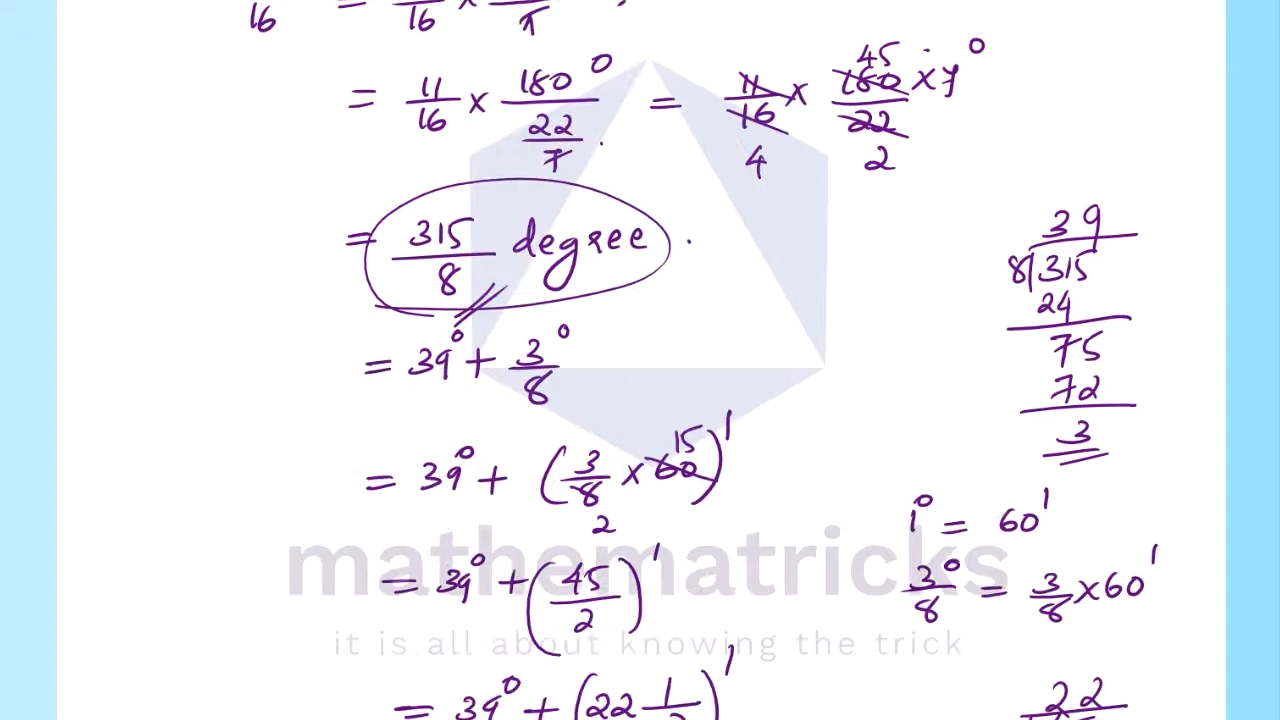 16 = 11/16 × 180/π
= 11/16 × 180°/(22/7) = 11/16 × 180/22 × 7°
45
4 2
= 315/8 degree.
= 39° + 3/8°
= 39° + (3/8 × 60)'
15
2
= 39° + (45/2)'
= 39° + (22 1/2)'
39
8)315
24
75
72
3
1° = 60'
3/8° = 3/8 × 60'
22
mathematricks
it is all about knowing the trick